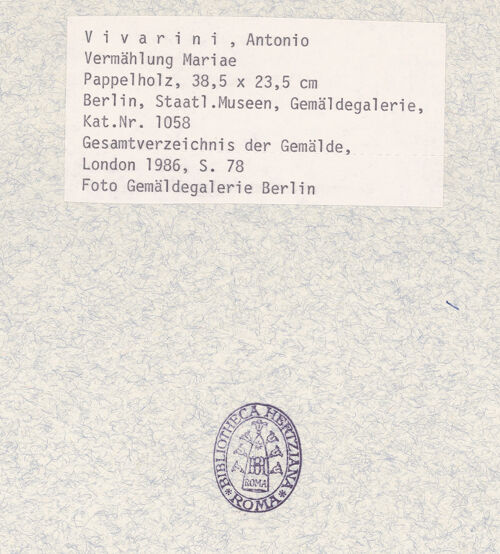 V i v a r i n i , Antonio
Vermählung Mariae
Pappelholz, 38,5 x 23,5 cm
Berlin, Staatl.Museen, Gemäldegalerie,
Kat.Nr. 1058
Gesamtverzeichnis der Gemälde,
London 1986, S. 78
Foto Gemäldegalerie Berlin
BIBLIOTHECA HERTZIANA
ROMA
*ROMA*